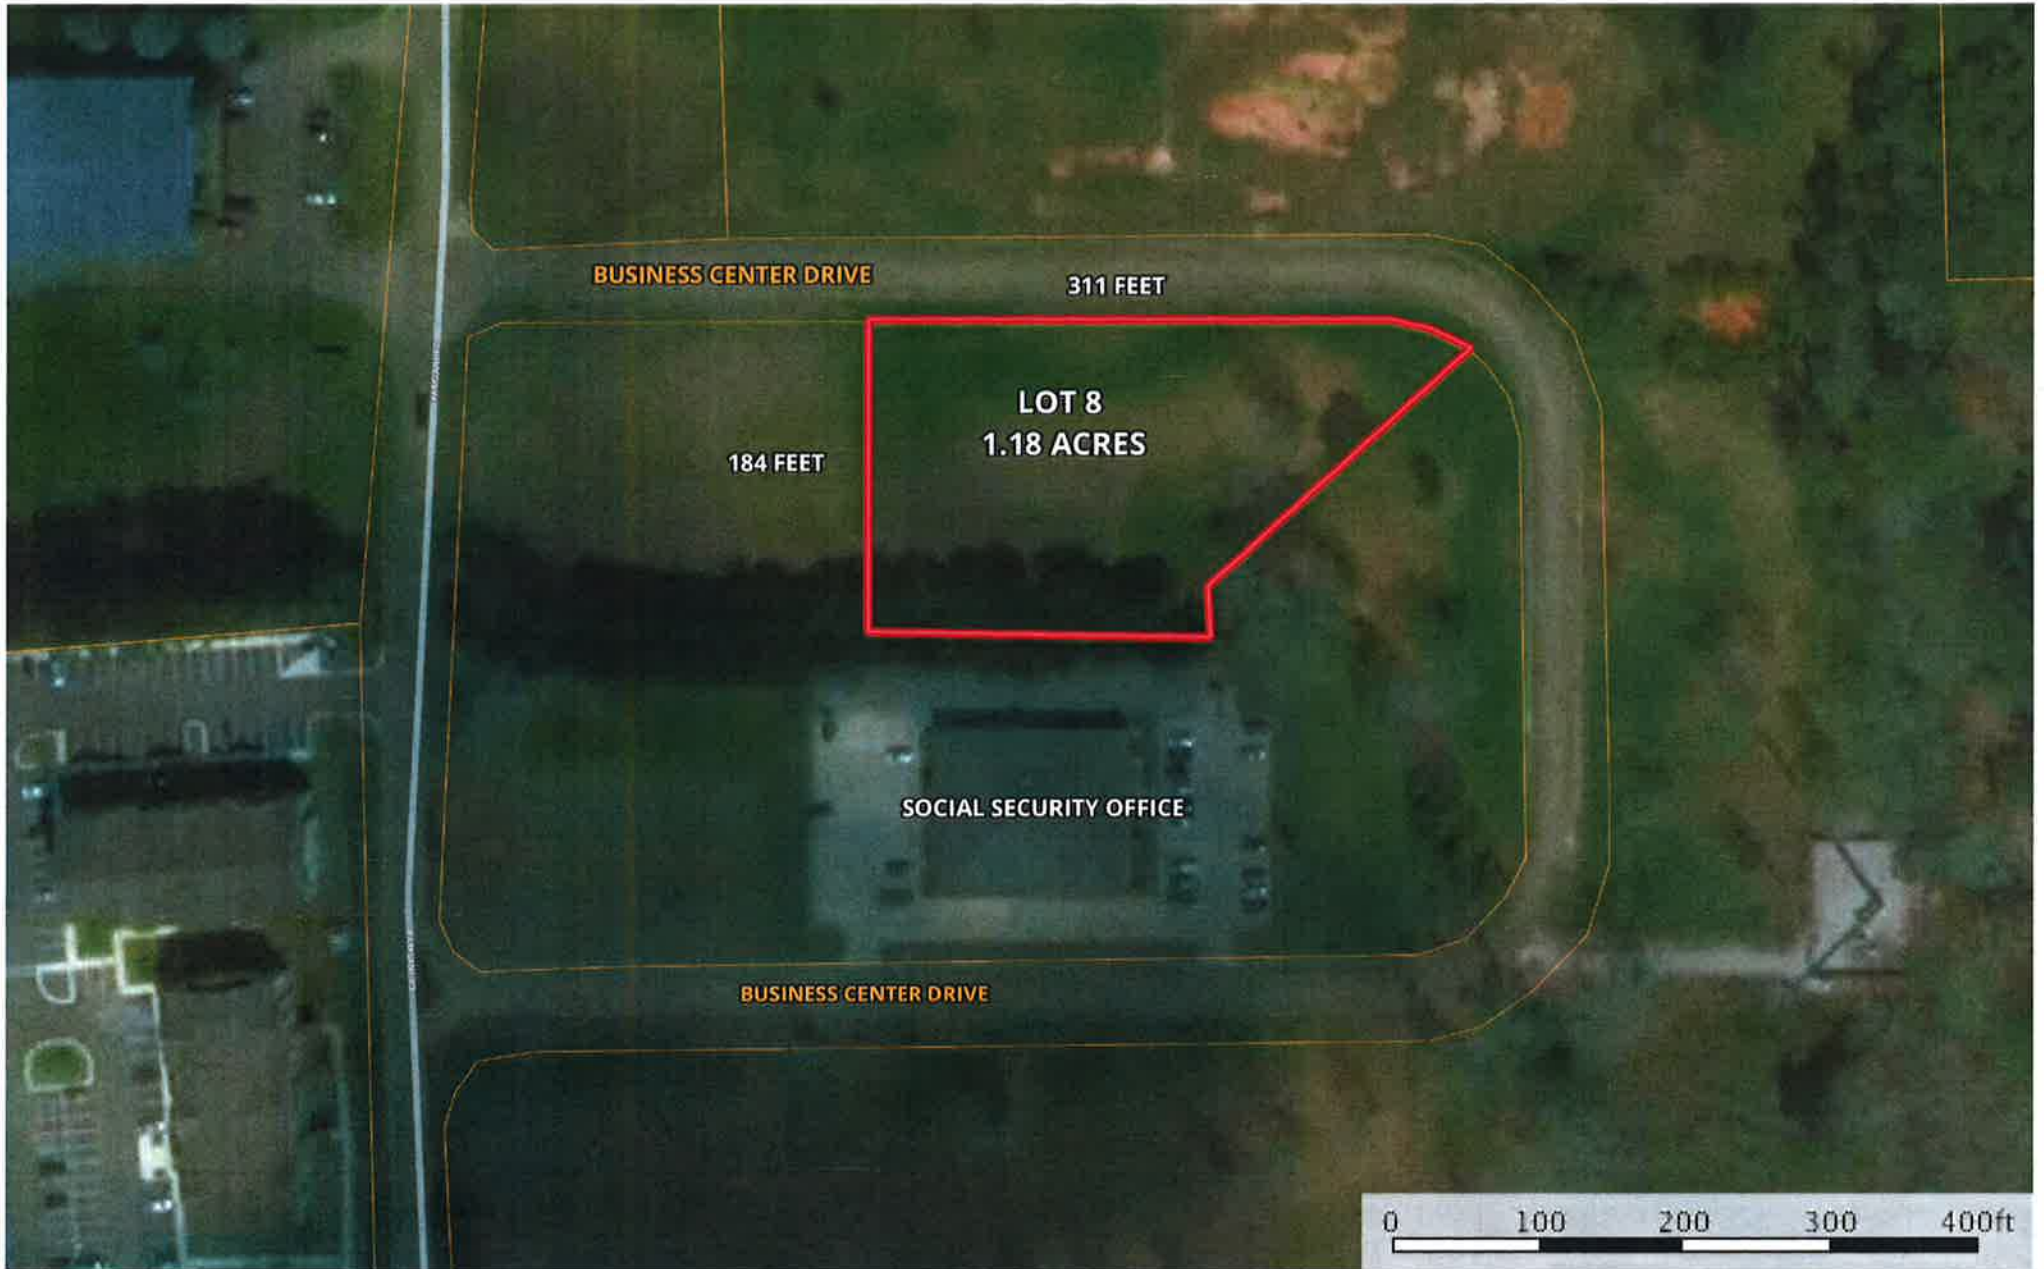 BUSINESS CENTER DRIVE
311 FEET
LOT 8
1.18 ACRES
184 FEET
SOCIAL SECURITY OFFICE
BUSINESS CENTER DRIVE
0 100 200 300 400ft